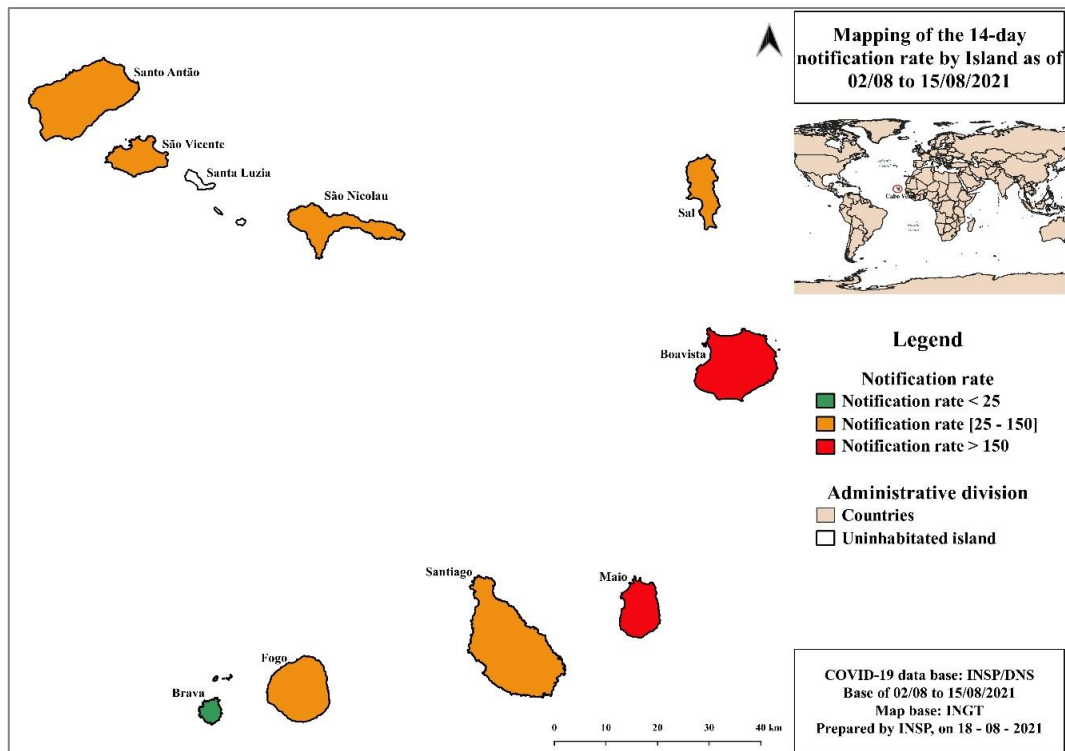 Mapping of the 14-day
notification rate by Island as of
02/08 to 15/08/2021
Santo Antão
São Vicente
Santa Luzia
São Nicolau
Sal
Boavista
Santiago
Maio
Fogo
Brava
Legend
Notification rate
Notification rate < 25
Notification rate [25 - 150]
Notification rate > 150
Administrative division
Countries
Uninhabitated island
0 10 20 30 40 km
COVID-19 data base: INSP/DNS
Base of 02/08 to 15/08/2021
Map base: INGT
Prepared by INSP, on 18 - 08 - 2021